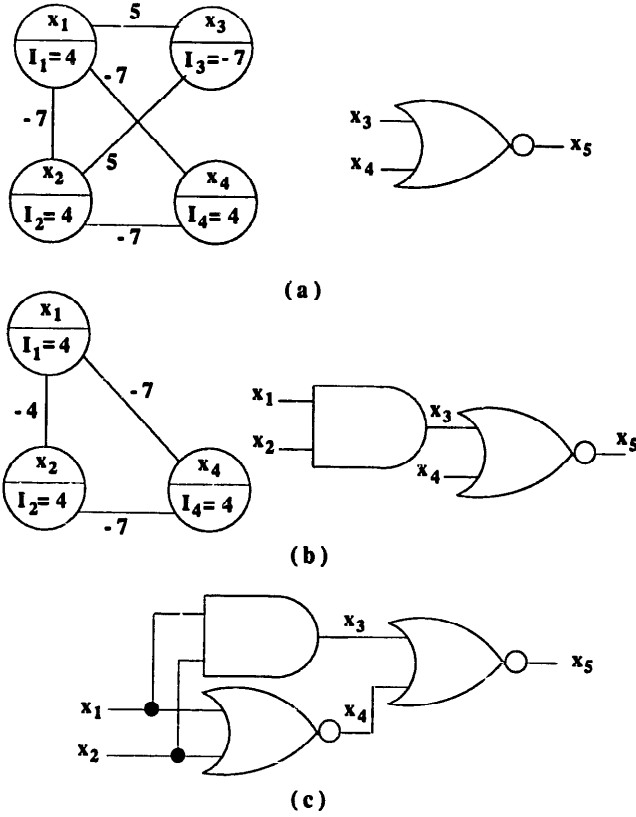 x1 5 x3
I1= 4 I3= - 7
- 7
- 7 x3 x5
x2 5 x4 x4
I2= 4 I4= 4
- 7
(a)
x1
I1= 4
- 7 x1
- 4 x3
x2 x4 x2 x5
I2= 4 I4= 4 x4
- 7
(b)
x3
x5
x1 x4
x2
(c)